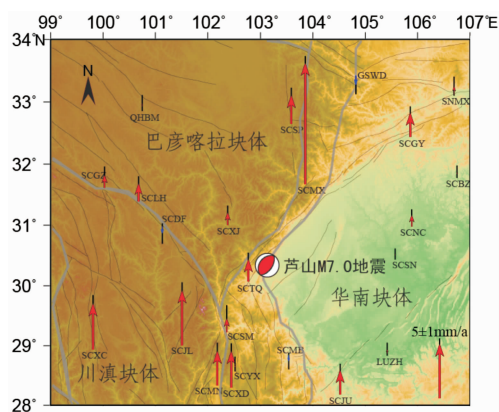 99° 100° 101° 102° 103° 104° 105° 106° 107°E
34°N
N
GSWD
33°
QHBM
SNMX
SCSP
SCGY
巴彦喀拉块体
32°
SCGZ
SCLH
SCMX
SCBZ
31°
SCDF
SCXJ
SCNC
SCSN
30°
SCTQ
芦山M7.0地震
华南块体
29°
SCSM
5±1mm/a
SCXC
SCJL
SCMB
LUZH
川滇块体
SCYX
SCMN
SCXD
SCJU
28°